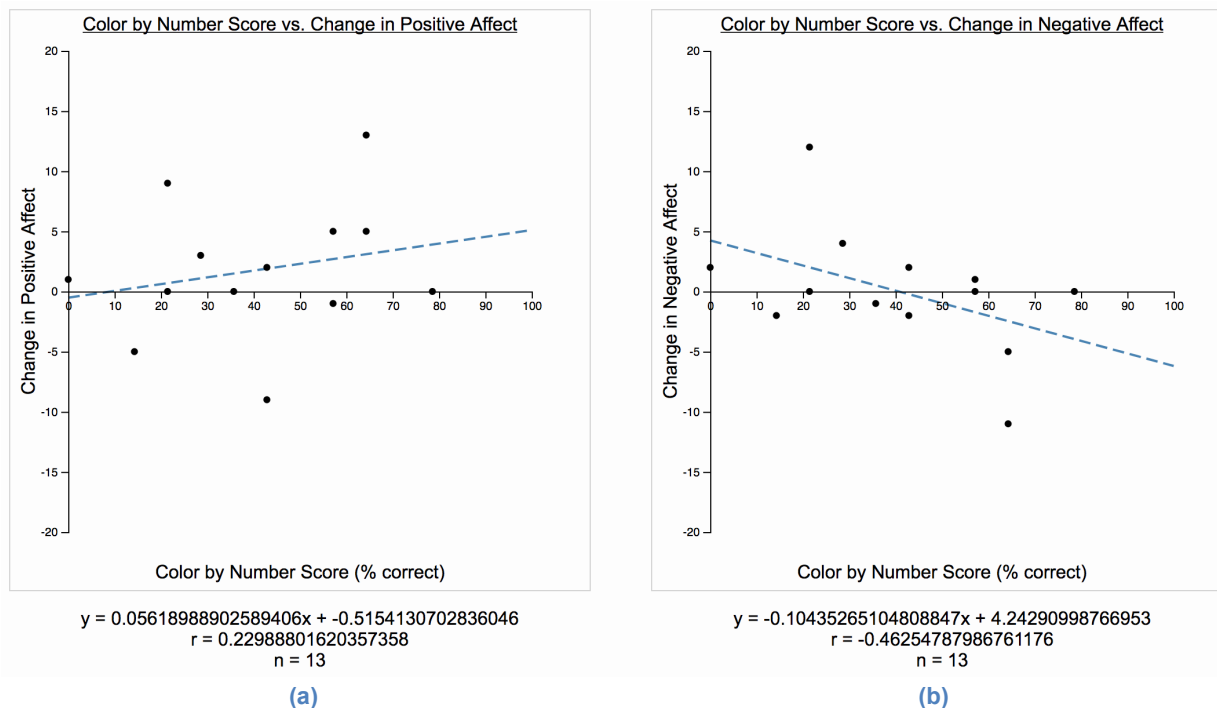 Color by Number Score vs. Change in Positive Affect
20
15
10
5
0 10 20 30 40 50 60 70 80 90 100
-5
-10
-15
-20
Change in Positive Affect
Color by Number Score (% correct)
y = 0.05618988902589406x + -0.5154130702836046
r = 0.22988801620357358
n = 13
(a)
Color by Number Score vs. Change in Negative Affect
20
15
10
5
0 10 20 30 40 50 60 70 80 90 100
-5
-10
-15
-20
Change in Negative Affect
Color by Number Score (% correct)
y = -0.10435265104808847x + 4.24290998766953
r = -0.46254787986761176
n = 13
(b)